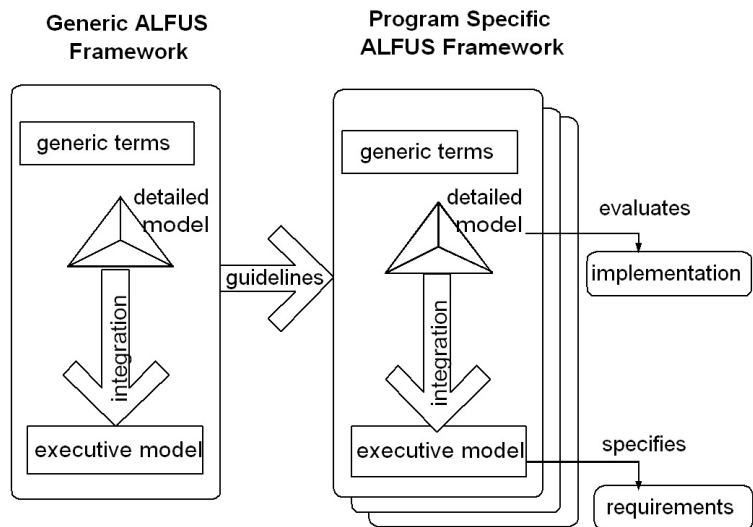 Generic ALFUS
Framework
generic terms
detailed
model
integration
executive model
guidelines
Program Specific
ALFUS Framework
generic terms
detailed
model
integration
executive model
evaluates
implementation
specifies
requirements